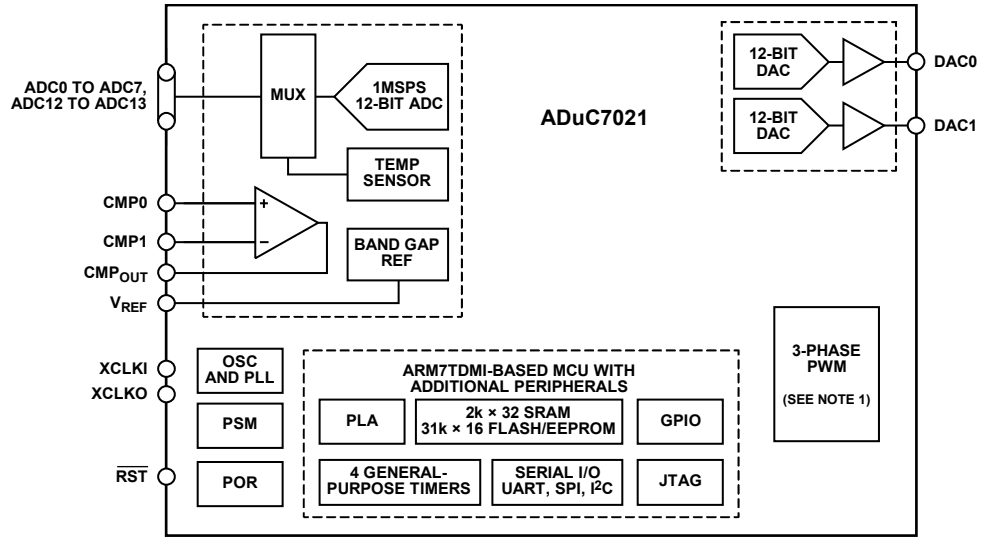 ADC0 TO ADC7,
ADC12 TO ADC13
MUX
1MSPS
12-BIT ADC
TEMP
SENSOR
CMP0
+
CMP1
−
CMPOUT
BAND GAP
REF
VREF
ADuC7021
12-BIT
DAC
DAC0
12-BIT
DAC
DAC1
XCLKI
XCLKO
OSC
AND PLL
PSM
RST
POR
ARM7TDMI-BASED MCU WITH
ADDITIONAL PERIPHERALS
PLA
2k × 32 SRAM
31k × 16 FLASH/EEPROM
GPIO
4 GENERAL-
PURPOSE TIMERS
SERIAL I/O
UART, SPI, I2C
JTAG
3-PHASE
PWM
(SEE NOTE 1)